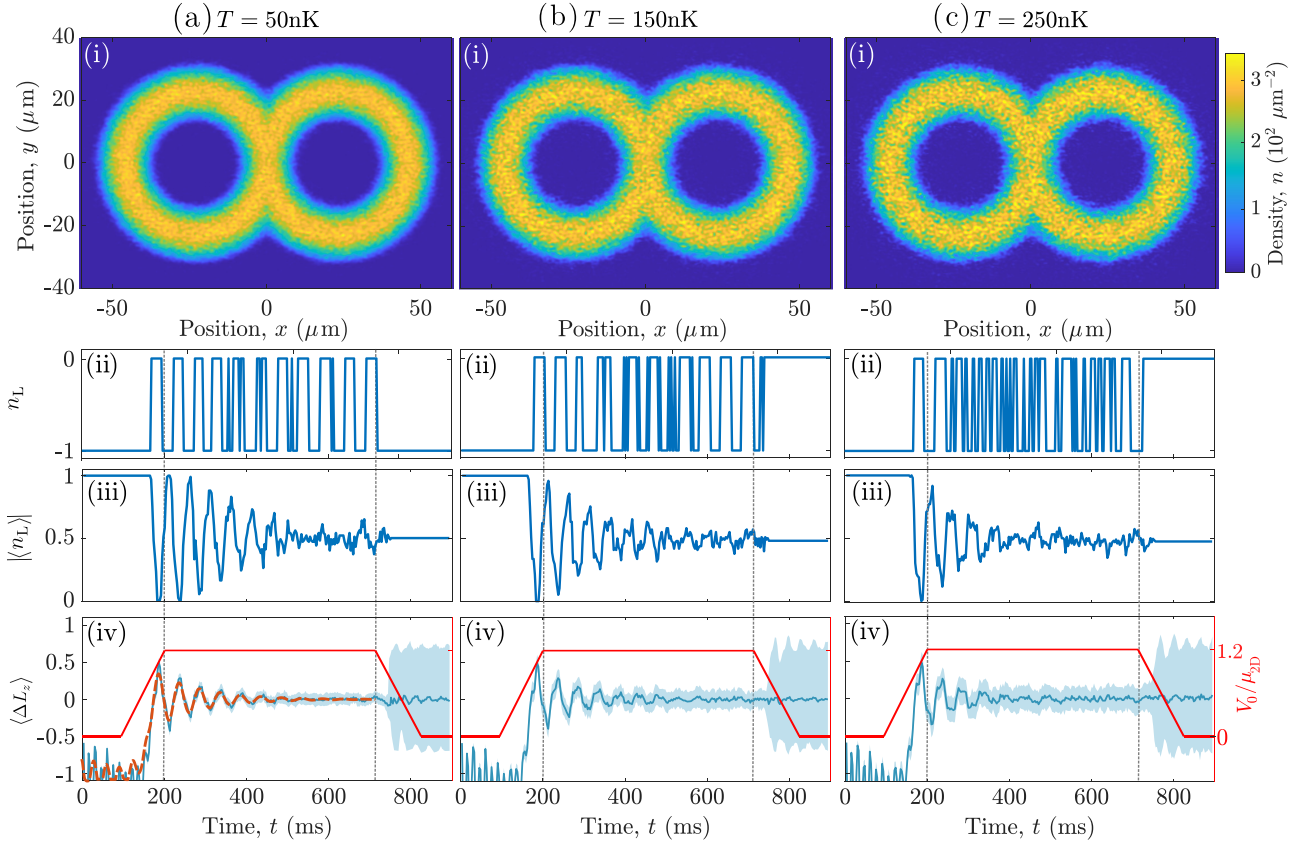 (a) T = 50nK
(b) T = 150nK
(c) T = 250nK
(i)
(i)
(i)
40
20
0
-20
-40
Position, y (μm)
-50
0
50
-50
0
50
-50
0
50
Position, x (μm)
Position, x (μm)
Position, x (μm)
3
2
1
0
Density, n (10² μm⁻²)
(ii)
(ii)
(ii)
0
-1
n_L
(iii)
(iii)
(iii)
1
0.5
0
|⟨n_L⟩|
(iv)
(iv)
(iv)
1
0.5
0
-0.5
-1
⟨ΔL_z⟩
1.2
0
V₀/μ_2D
0
200
400
600
800
0
200
400
600
800
0
200
400
600
800
Time, t (ms)
Time, t (ms)
Time, t (ms)